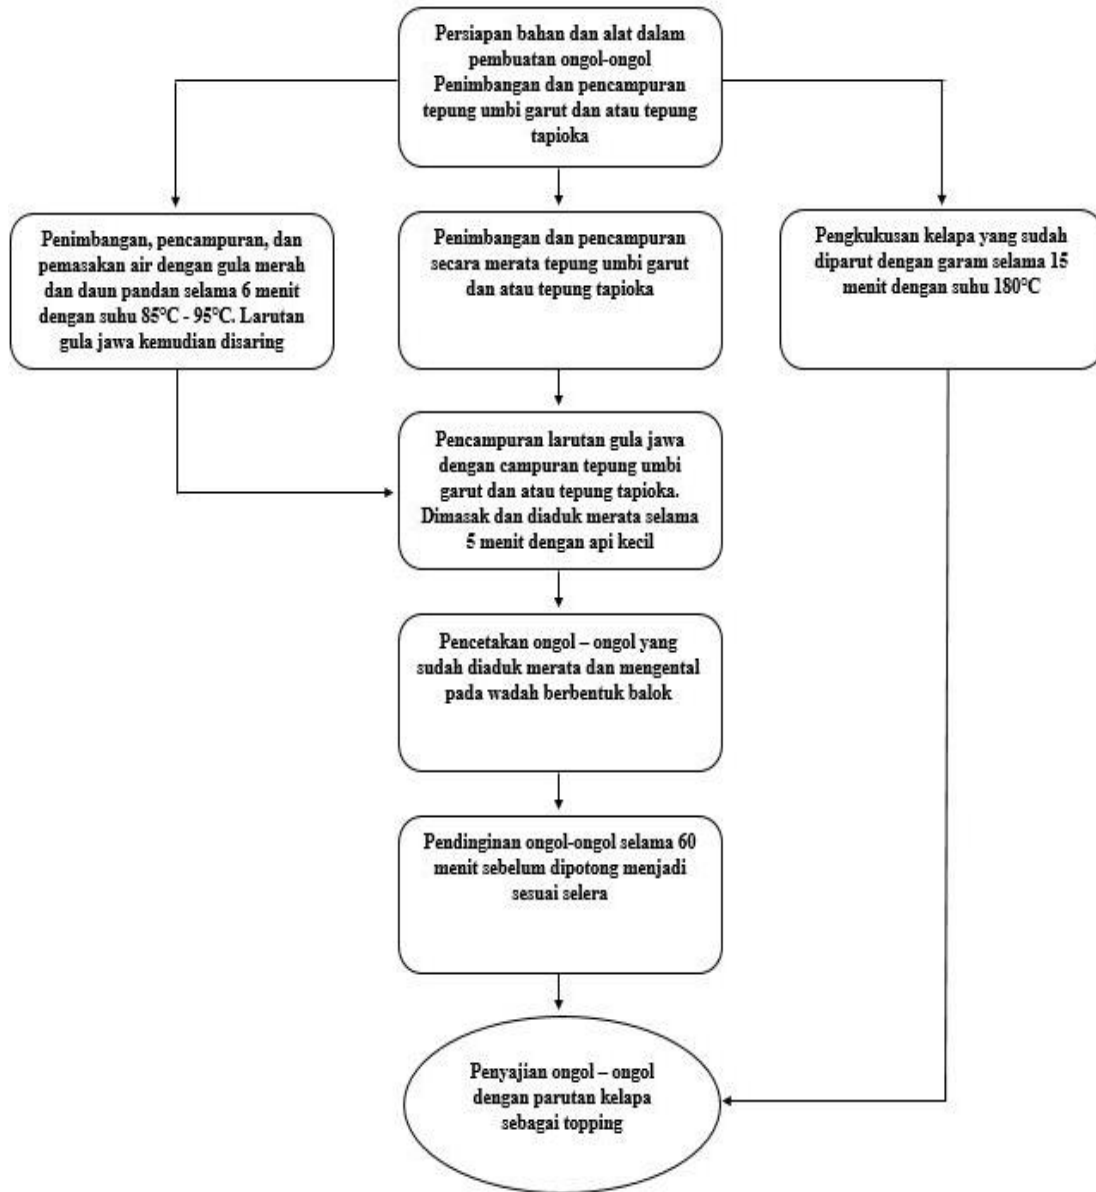 Persiapan bahan dan alat dalam
pembuatan ongol-ongol
Penimbangan dan pencampuran
tepung umbi garut dan atau tepung
tapioka
Penimbangan, pencampuran, dan
pemasakan air dengan gula merah
dan daun pandan selama 6 menit
dengan suhu 85°C - 95°C. Larutan
gula jawa kemudian disaring
Penimbangan dan pencampuran
secara merata tepung umbi garut
dan atau tepung tapioka
Pengkukusan kelapa yang sudah
diparut dengan garam selama 15
menit dengan suhu 180°C
Pencampuran larutan gula jawa
dengan campuran tepung umbi
garut dan atau tepung tapioka.
Dimasak dan diaduk merata selama
5 menit dengan api kecil
Pencetakan ongol – ongol yang
sudah diaduk merata dan mengental
pada wadah berbentuk balok
Pendinginan ongol-ongol selama 60
menit sebelum dipotong menjadi
sesuai selera
Penyajian ongol – ongol
dengan parutan kelapa
sebagai topping